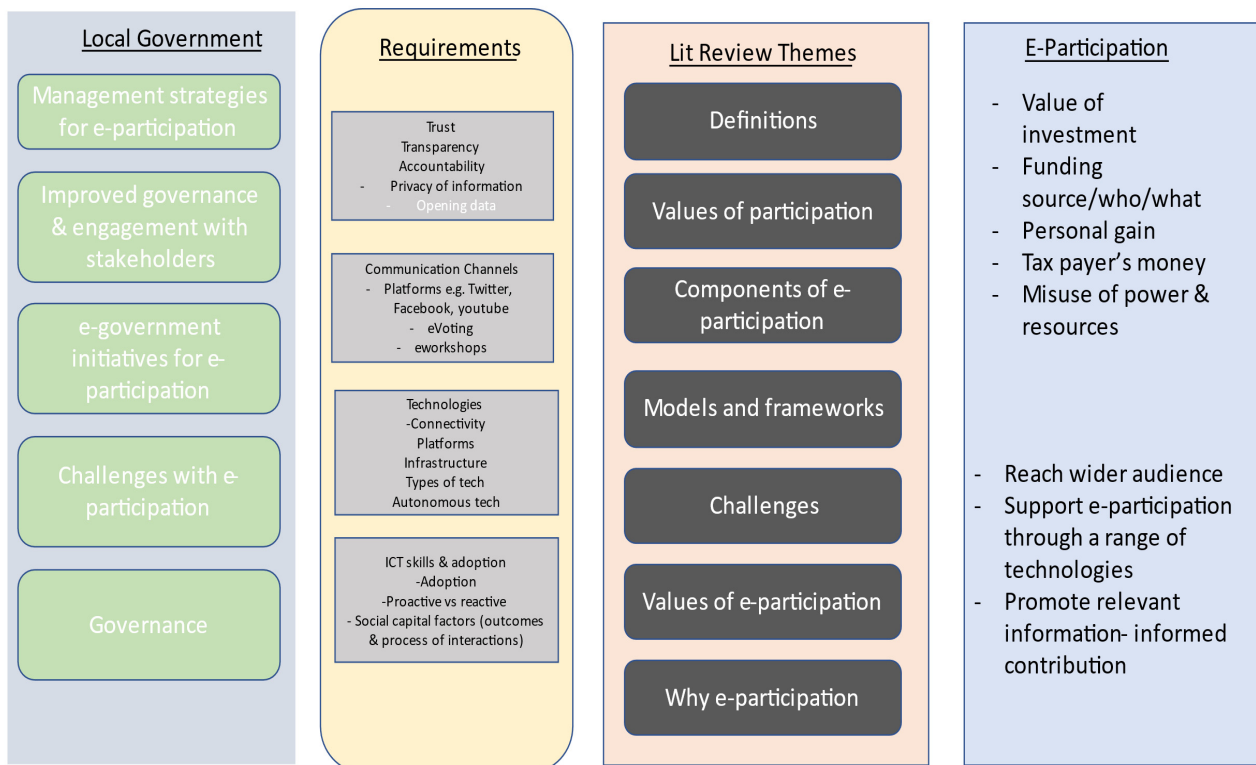 Local Government
Management strategies
for e-participation
Improved governance
& engagement with
stakeholders
e-government
initiatives for e-
participation
Challenges with e-
participation
Governance
Requirements
Trust
Transparency
Accountability
- Privacy of information
- Opening data
Communication Channels
- Platforms e.g. Twitter,
Facebook, youtube
- eVoting
- eworkshops
Technologies
-Connectivity
Platforms
Infrastructure
Types of tech
Autonomous tech
ICT skills & adoption
-Adoption
-Proactive vs reactive
- Social capital factors (outcomes
& process of interactions)
Lit Review Themes
Definitions
Values of participation
Components of e-
participation
Models and frameworks
Challenges
Values of e-participation
Why e-participation
E-Participation
- Value of
investment
- Funding
source/who/what
- Personal gain
- Tax payer’s money
- Misuse of power &
resources
- Reach wider audience
- Support e-participation
through a range of
technologies
- Promote relevant
information- informed
contribution